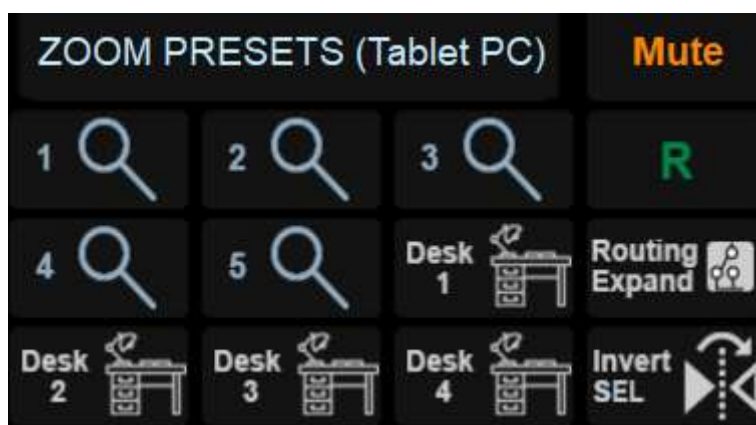 ZOOM PRESETS (Tablet PC)
Mute
1
2
3
R
4
5
Desk
1
Routing
Expand
Desk
2
Desk
3
Desk
4
Invert
SEL